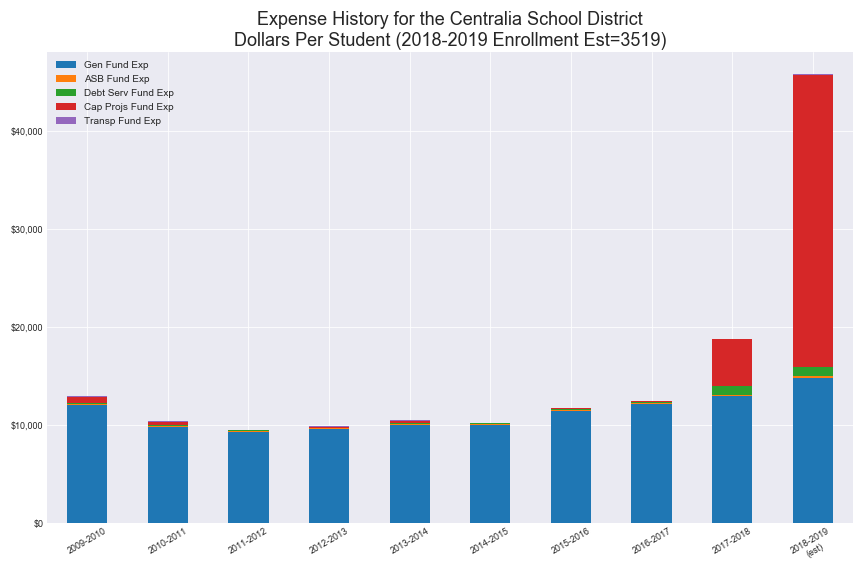 Expense History for the Centralia School District
Dollars Per Student (2018-2019 Enrollment Est=3519)
Gen Fund Exp
ASB Fund Exp
Debt Serv Fund Exp
Cap Projs Fund Exp
Transp Fund Exp
$40,000
$30,000
$20,000
$10,000
$0
2009-2010
2010-2011
2011-2012
2012-2013
2013-2014
2014-2015
2015-2016
2016-2017
2017-2018
2018-2019
(est)